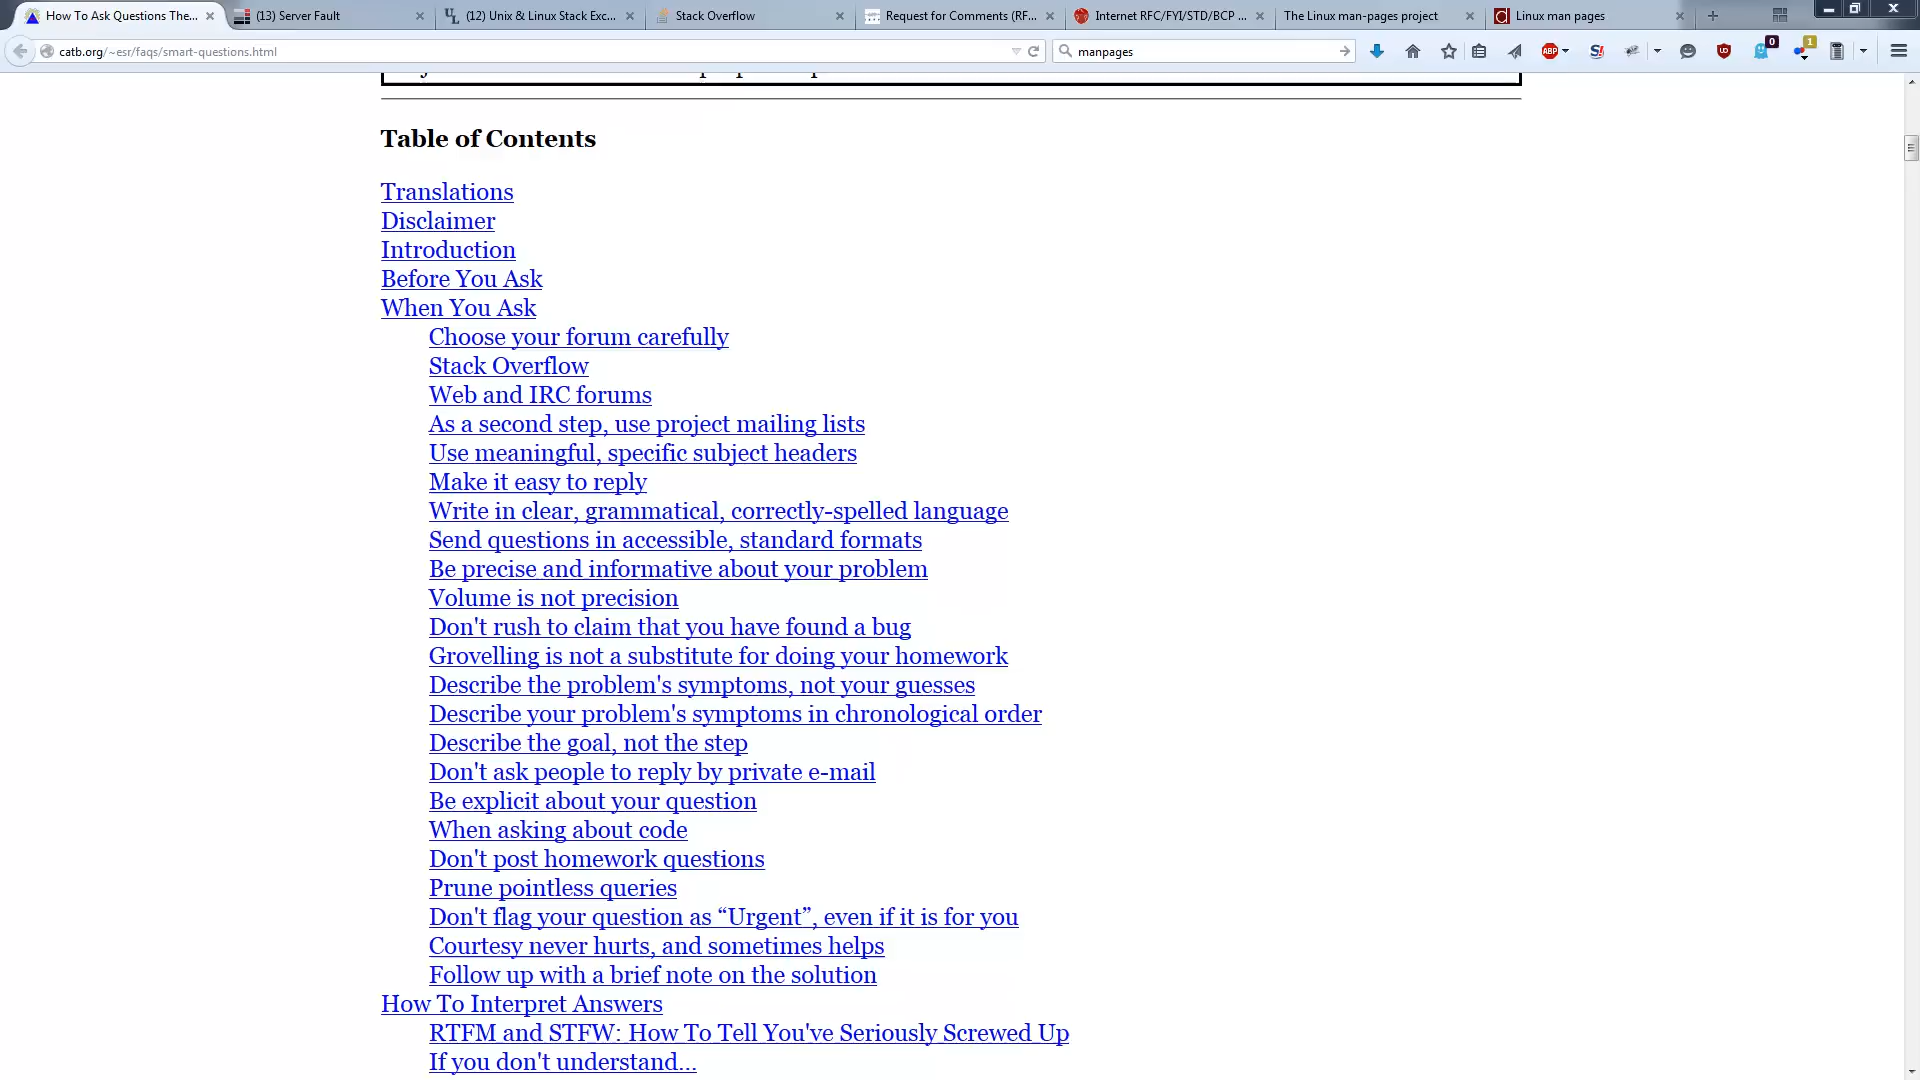 How To Ask Questions The...
(13) Server Fault
(12) Unix & Linux Stack Exc...
Stack Overflow
Request for Comments (RF...
Internet RFC/FYI/STD/BCP ...
The Linux man-pages project
Linux man pages
catb.org/~esr/faqs/smart-questions.html
manpages
ABP
0
1
Table of Contents
Translations
Disclaimer
Introduction
Before You Ask
When You Ask
Choose your forum carefully
Stack Overflow
Web and IRC forums
As a second step, use project mailing lists
Use meaningful, specific subject headers
Make it easy to reply
Write in clear, grammatical, correctly-spelled language
Send questions in accessible, standard formats
Be precise and informative about your problem
Volume is not precision
Don't rush to claim that you have found a bug
Grovelling is not a substitute for doing your homework
Describe the problem's symptoms, not your guesses
Describe your problem's symptoms in chronological order
Describe the goal, not the step
Don't ask people to reply by private e-mail
Be explicit about your question
When asking about code
Don't post homework questions
Prune pointless queries
Don't flag your question as “Urgent”, even if it is for you
Courtesy never hurts, and sometimes helps
Follow up with a brief note on the solution
How To Interpret Answers
RTFM and STFW: How To Tell You've Seriously Screwed Up
If you don't understand...